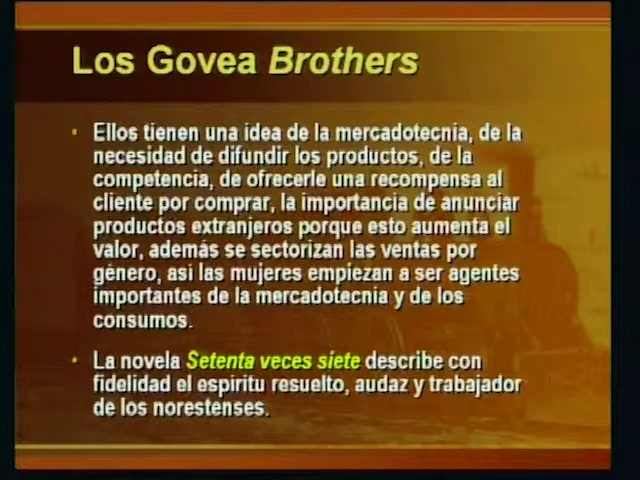 Los Govea Brothers
• Ellos tienen una idea de la mercadotecnia, de la
necesidad de difundir los productos, de la
competencia, de ofrecerle una recompensa al
cliente por comprar, la importancia de anunciar
productos extranjeros porque esto aumenta el
valor, además se sectorizan las ventas por
género, asi las mujeres empiezan a ser agentes
importantes de la mercadotecnia y de los
consumos.
• La novela Setenta veces siete describe con
fidelidad el espiritu resuelto, audaz y trabajador
de los norestenses.